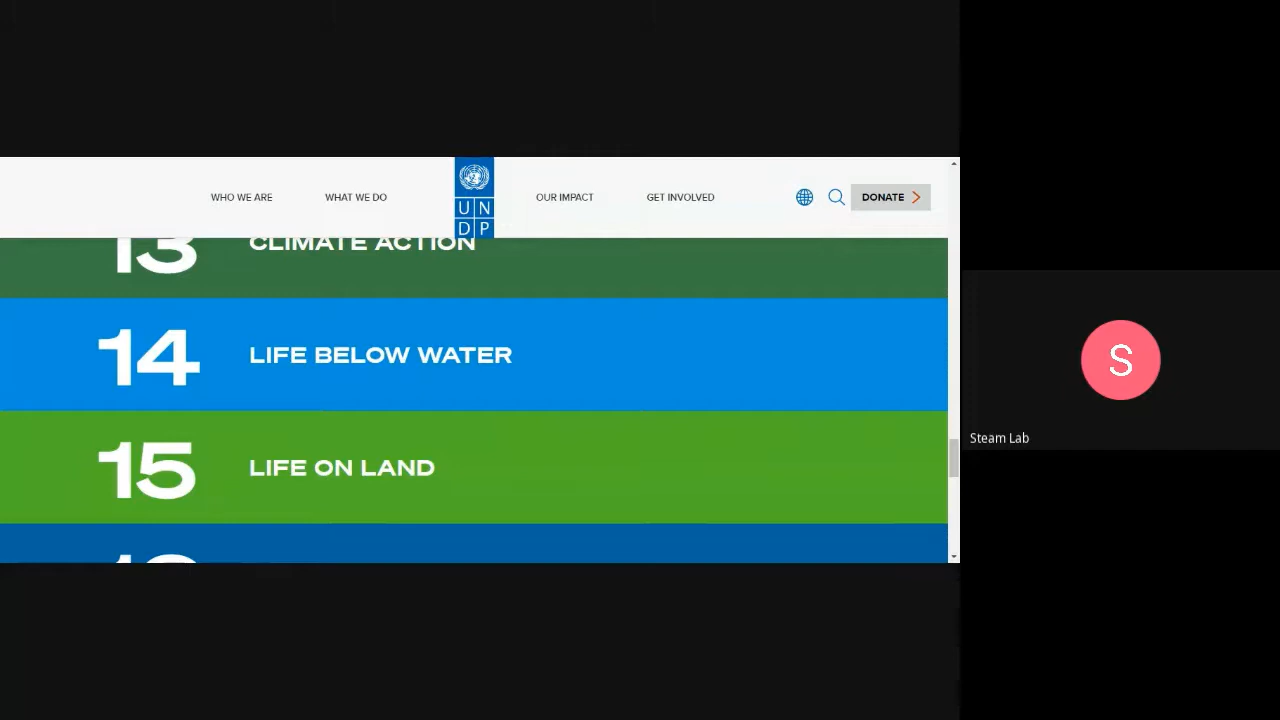 WHO WE ARE
WHAT WE DO
U N
D P
OUR IMPACT
GET INVOLVED
DONATE
13
CLIMATE ACTION
14
LIFE BELOW WATER
15
LIFE ON LAND
S
Steam Lab